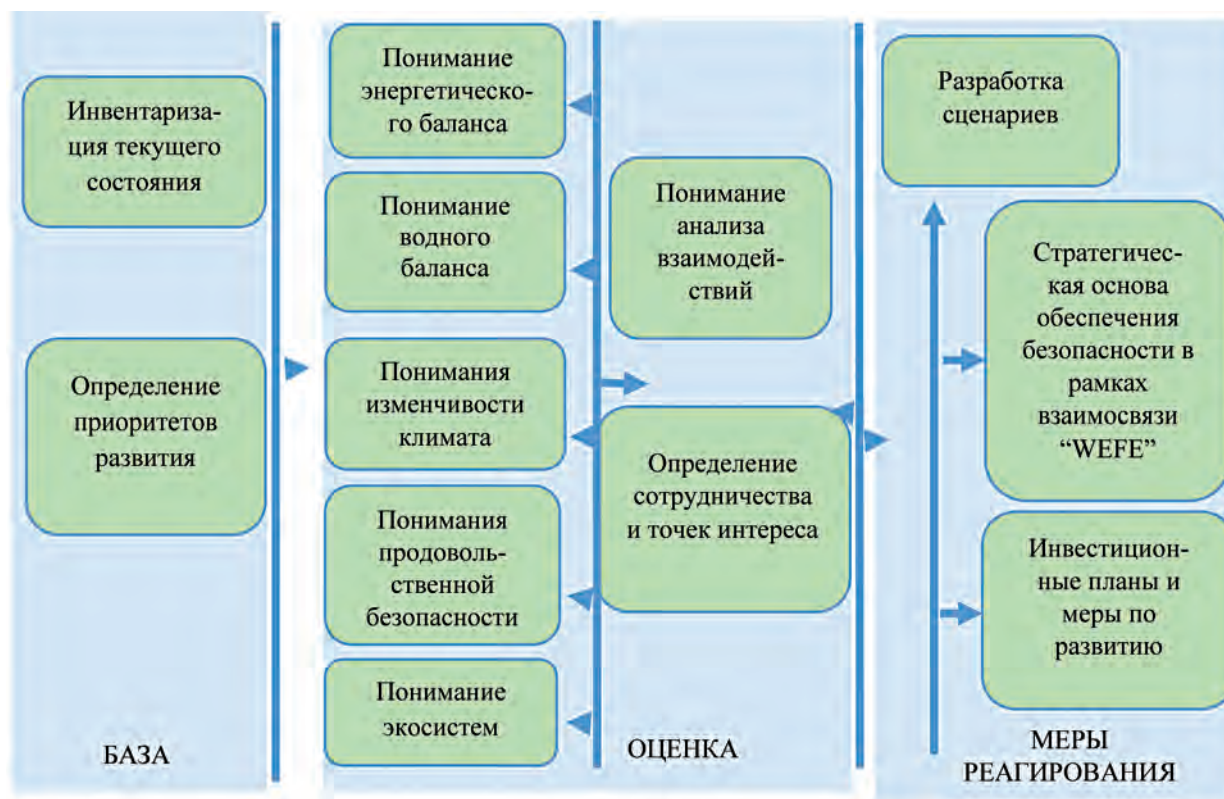 Инвентариза-
ция текущего
состояния
Определение
приоритетов
развития
БАЗА
Понимание
энергетическо-
го баланса
Понимание
водного
баланса
Понимания
изменчивости
климата
Понимания
продоволь-
ственной
безопасности
Понимание
экосистем
Понимание
анализа
взаимодей-
ствий
Определение
сотрудничества
и точек интереса
ОЦЕНКА
Разработка
сценариев
Стратегичес-
кая основа
обеспечения
безопасности в
рамках
взаимосвязи
“WEFE”
Инвестицион-
ные планы и
меры по
развитию
МЕРЫ
РЕАГИРОВАНИЯ